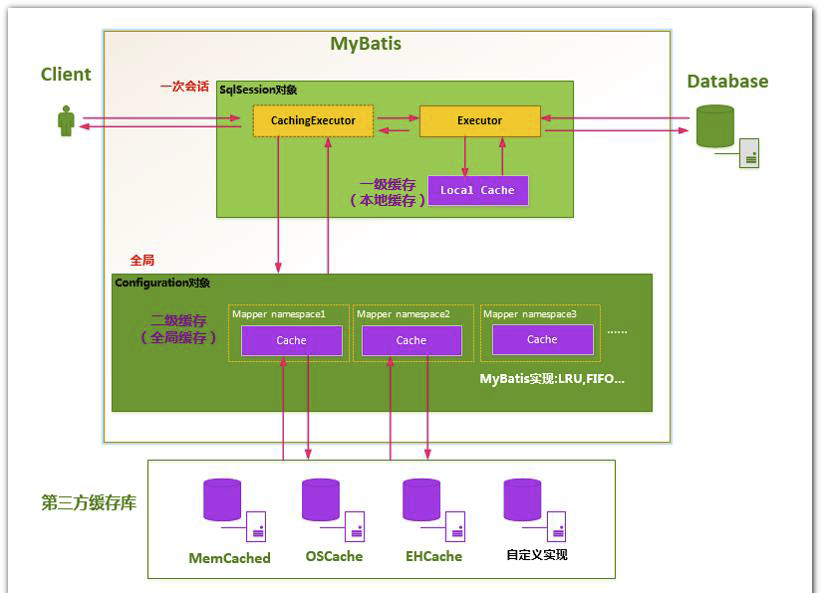 MyBatis
Client
一次会话
SqlSession对象
Database
CachingExecutor
Executor
一级缓存
（本地缓存）
Local Cache
全局
Configuration对象
二级缓存
（全局缓存）
Mapper namespace1
Cache
Mapper namespace2
Cache
Mapper namespace3
Cache
......
MyBatis实现:LRU,FIFO...
第三方缓存库
MemCached
OSCache
EHCache
自定义实现